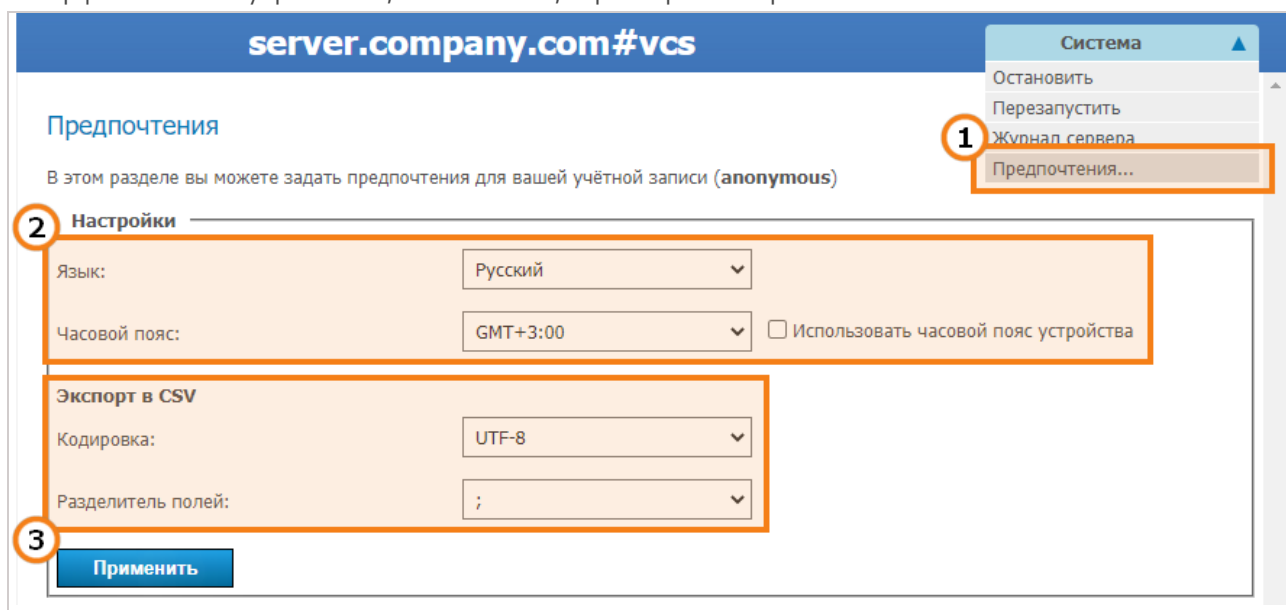 server.company.com#vcs
Система
Остановить
Перезапустить
Журнал сервера
Предпочтения...
1
Предпочтения
В этом разделе вы можете задать предпочтения для вашей учётной записи (anonymous)
2
Настройки
Язык: Русский
Часовой пояс: GMT+3:00 Использовать часовой пояс устройства
Экспорт в CSV
Кодировка: UTF-8
Разделитель полей: ;
3
Применить